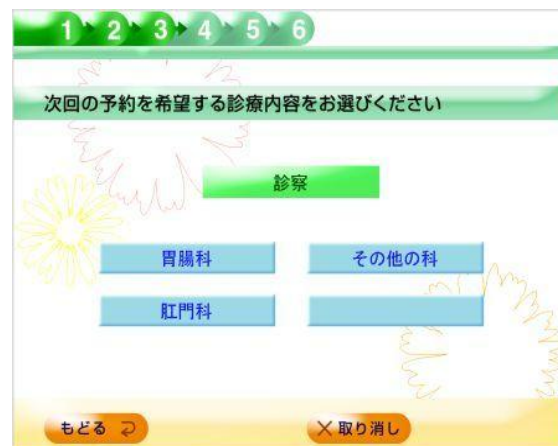 1 2 3 4 5 6
次回の予約を希望する診療内容をお選びください
診察
胃腸科 その他の科
肛門科
もどる ✕取り消し